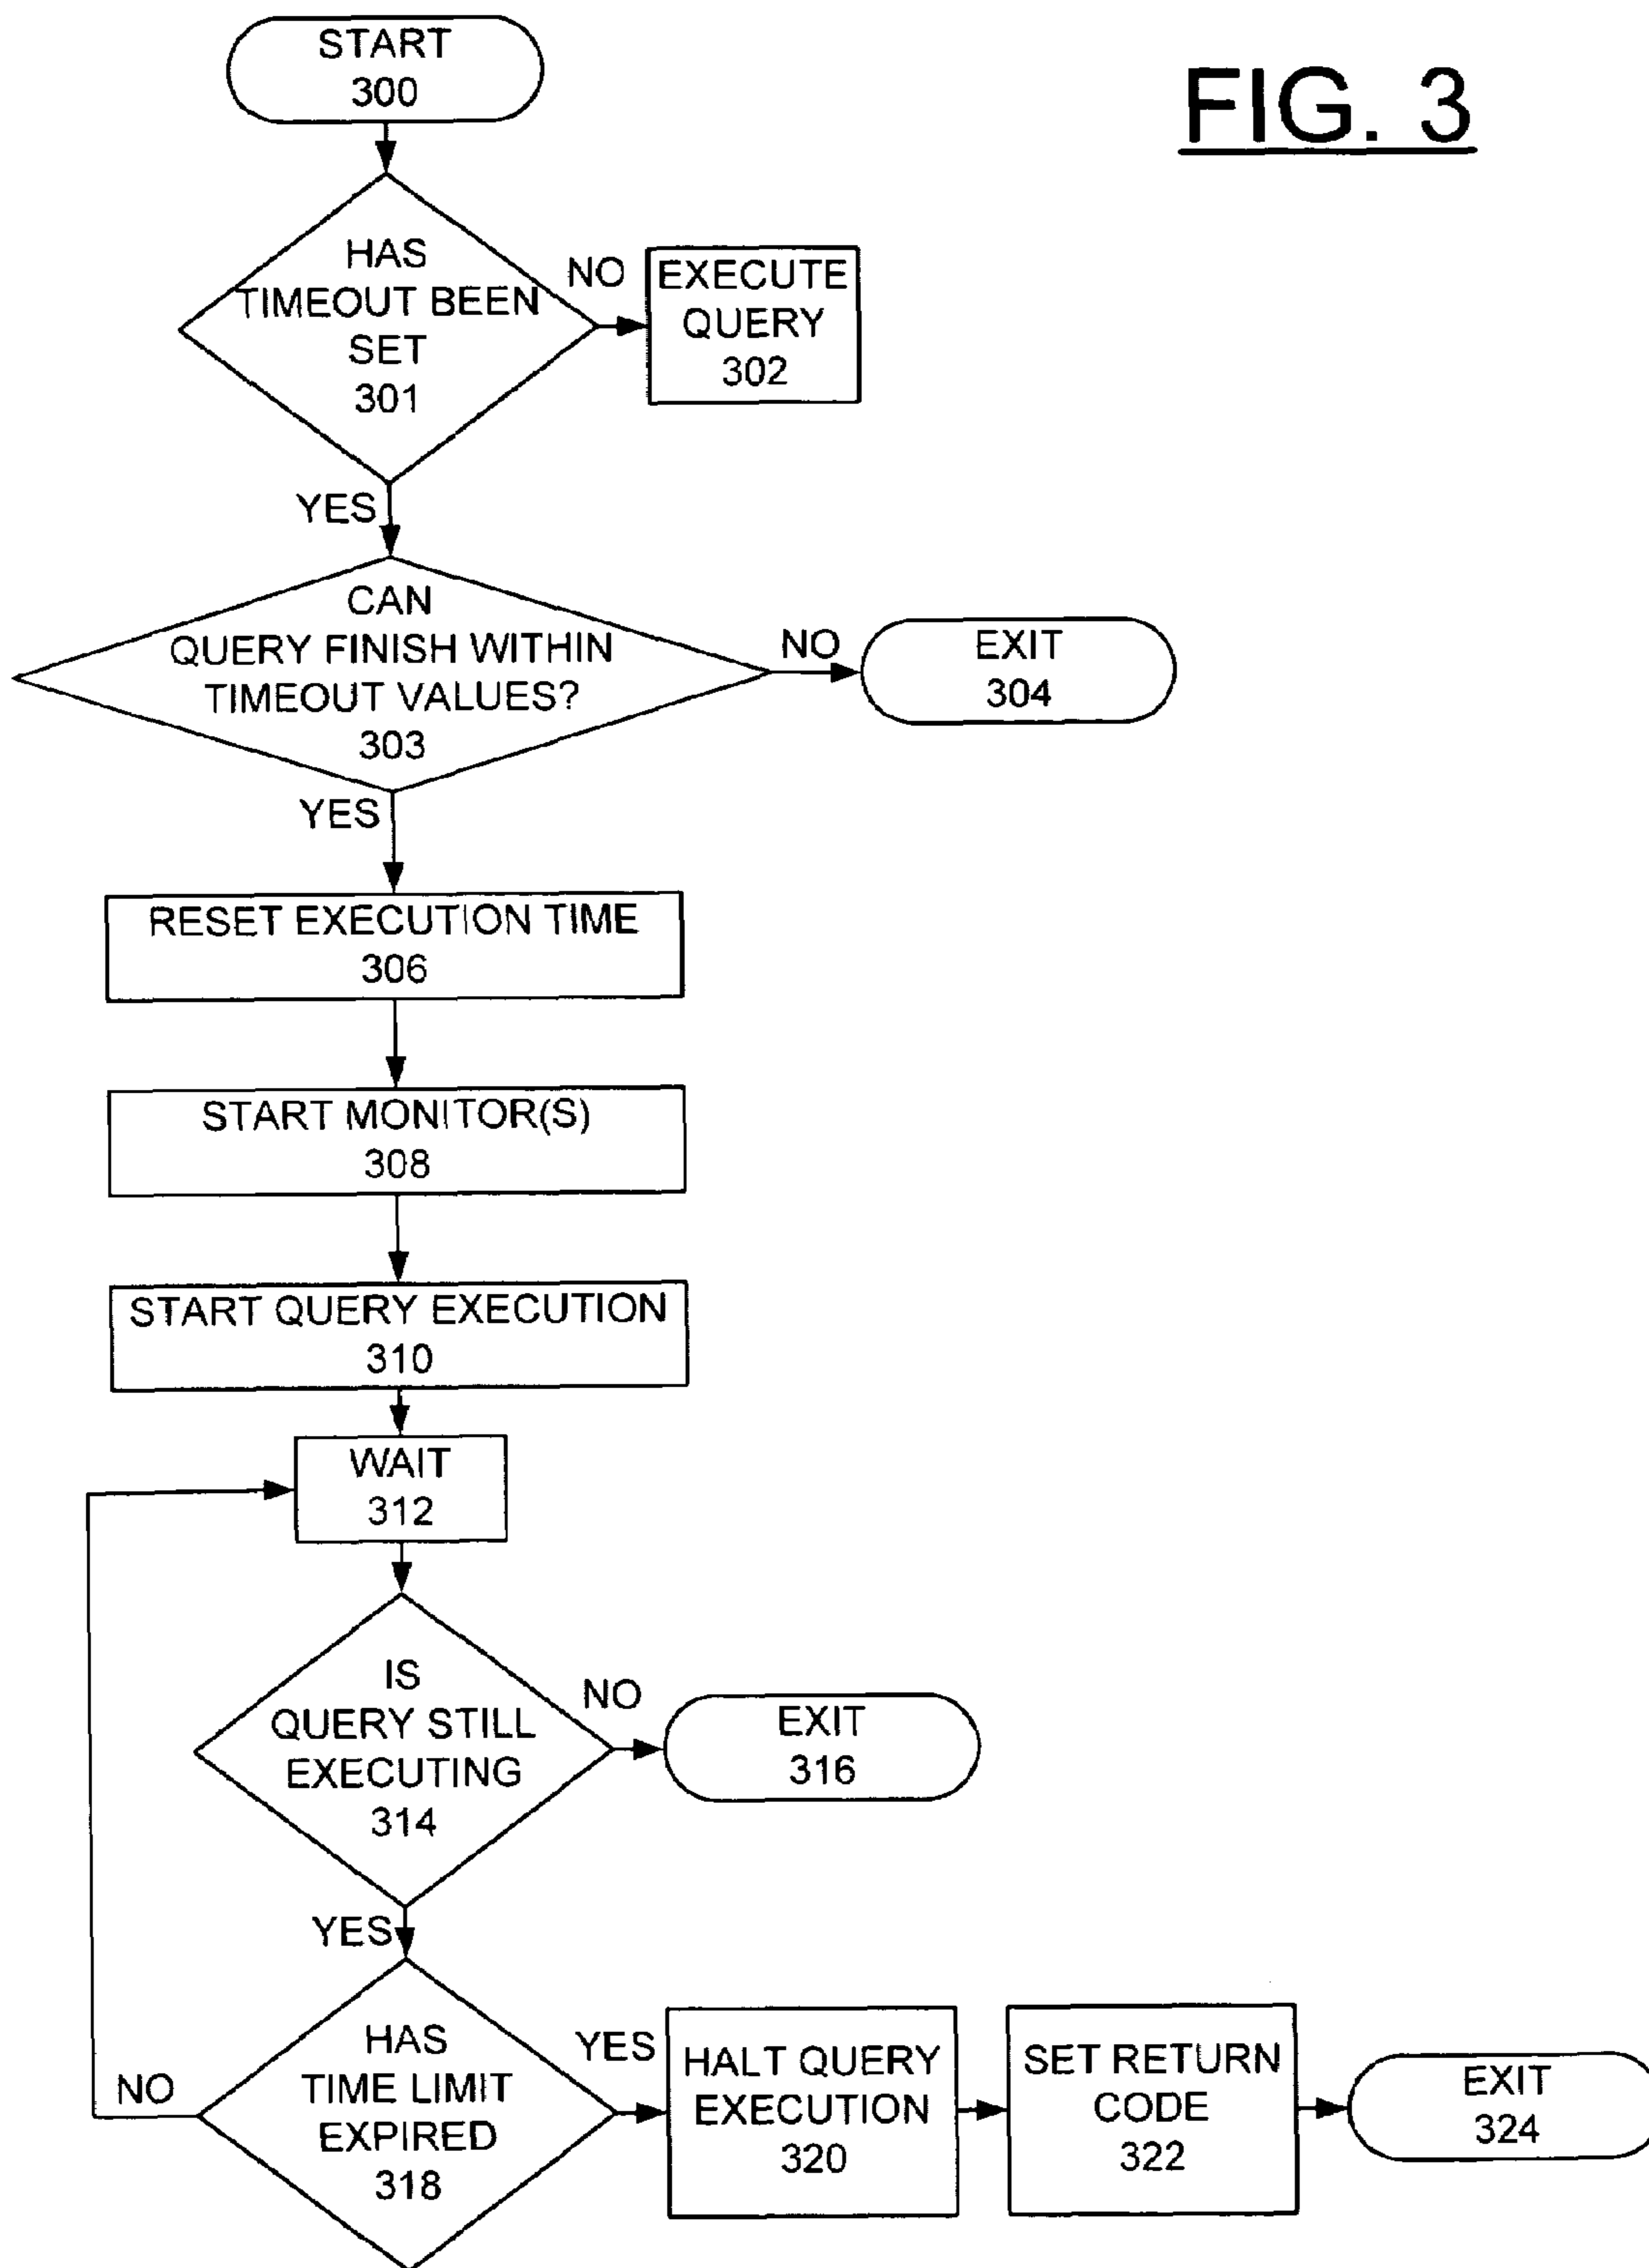 FIG. 3
START
300
HAS
TIMEOUT BEEN
SET
301
NO
EXECUTE
QUERY
302
YES
CAN
QUERY FINISH WITHIN
TIMEOUT VALUES?
303
NO
EXIT
304
YES
RESET EXECUTION TIME
306
START MONITOR(S)
308
START QUERY EXECUTION
310
WAIT
312
IS
QUERY STILL
EXECUTING
314
NO
EXIT
316
YES
HAS
TIME LIMIT
EXPIRED
318
NO
YES
HALT QUERY
EXECUTION
320
SET RETURN
CODE
322
EXIT
324